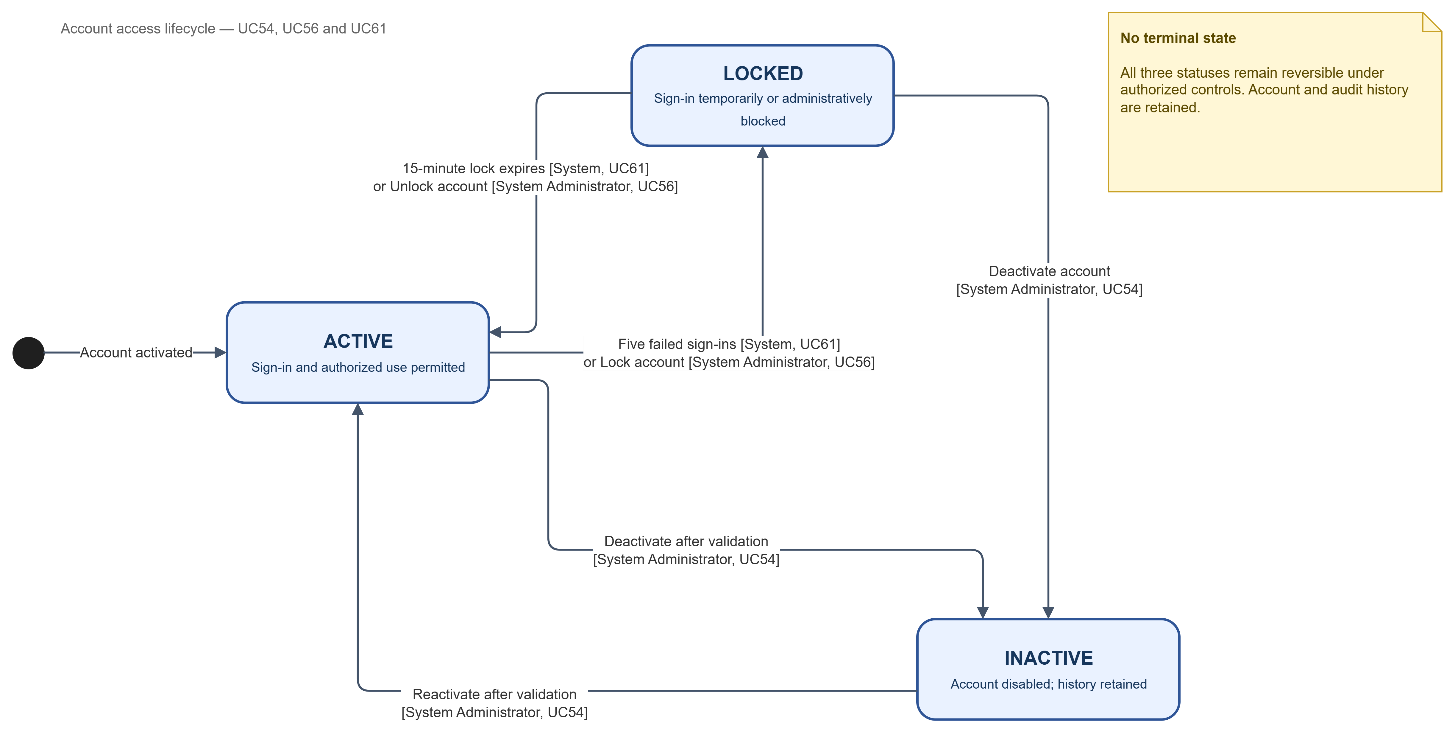 Account access lifecycle — UC54, UC56 and UC61
No terminal state
All three statuses remain reversible under
authorized controls. Account and audit history
are retained.
LOCKED
Sign-in temporarily or administratively
blocked
15-minute lock expires [System, UC61]
or Unlock account [System Administrator, UC56]
Deactivate account
[System Administrator, UC54]
Account activated
ACTIVE
Sign-in and authorized use permitted
Five failed sign-ins [System, UC61]
or Lock account [System Administrator, UC56]
Deactivate after validation
[System Administrator, UC54]
INACTIVE
Account disabled; history retained
Reactivate after validation
[System Administrator, UC54]